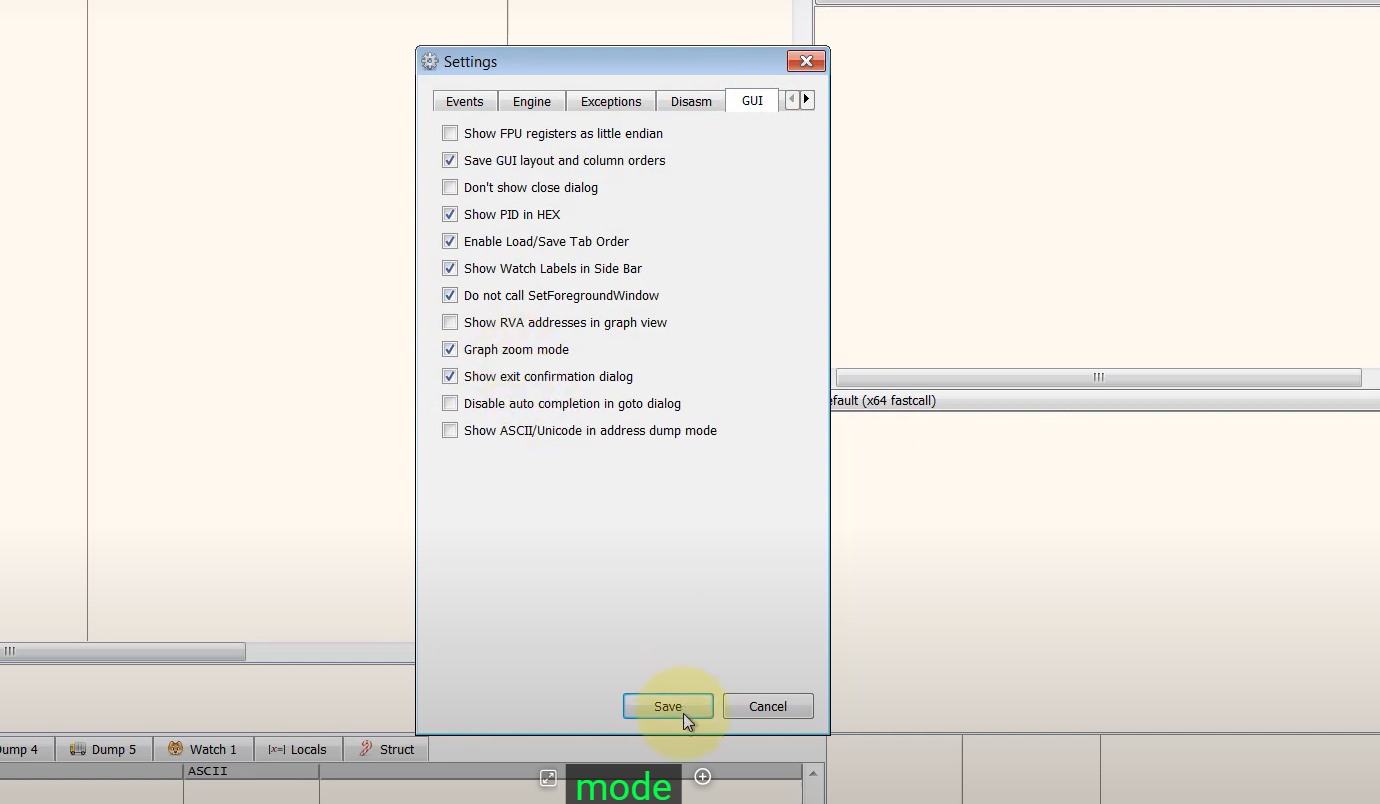 Settings
Events Engine Exceptions Disasm GUI
Show FPU registers as little endian
Save GUI layout and column orders
Don't show close dialog
Show PID in HEX
Enable Load/Save Tab Order
Show Watch Labels in Side Bar
Do not call SetForegroundWindow
Show RVA addresses in graph view
Graph zoom mode
Show exit confirmation dialog
Disable auto completion in goto dialog
fault (x64 fastcall)
Show ASCII/Unicode in address dump mode
Save Cancel
ump 4 Dump 5 Watch 1 [x=] Locals Struct
ASCII
mode